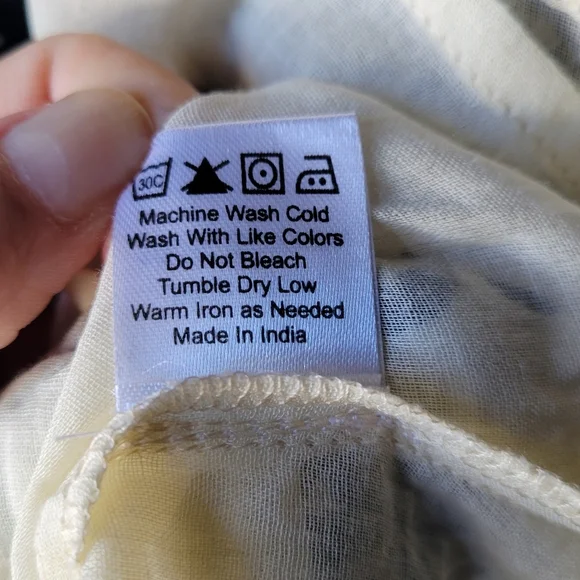 30C
Machine Wash Cold
Wash With Like Colors
Do Not Bleach
Tumble Dry Low
Warm Iron as Needed
Made In India